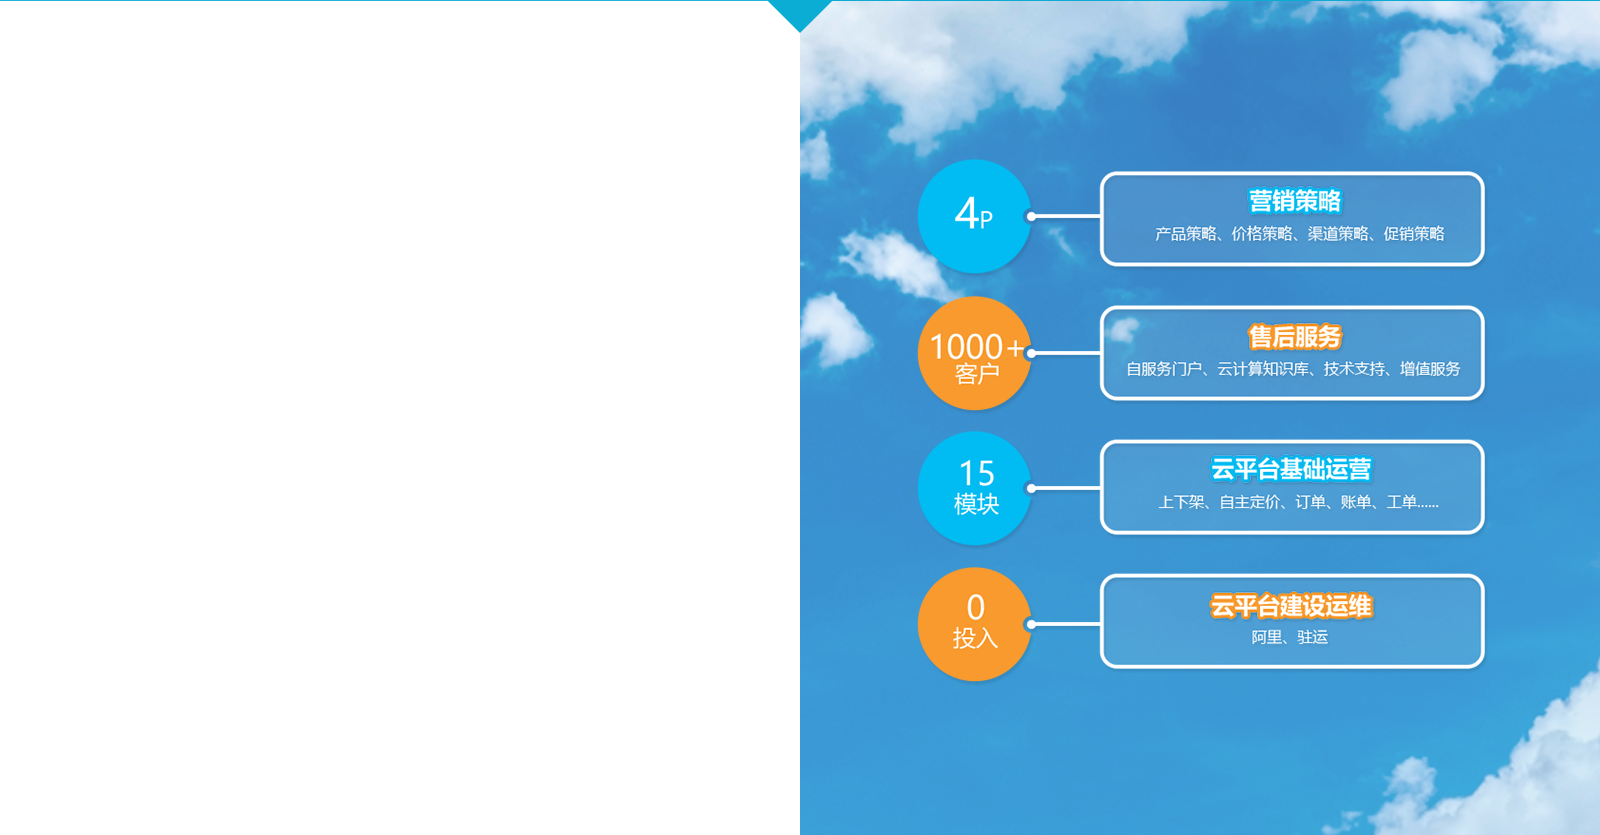 4P
营销策略
产品策略、价格策略、渠道策略、促销策略
1000+
客户
售后服务
自服务门户、云计算知识库、技术支持、增值服务
15
模块
云平台基础运营
上下架、自主定价、订单、账单、工单......
0
投入
云平台建设运维
阿里、驻运